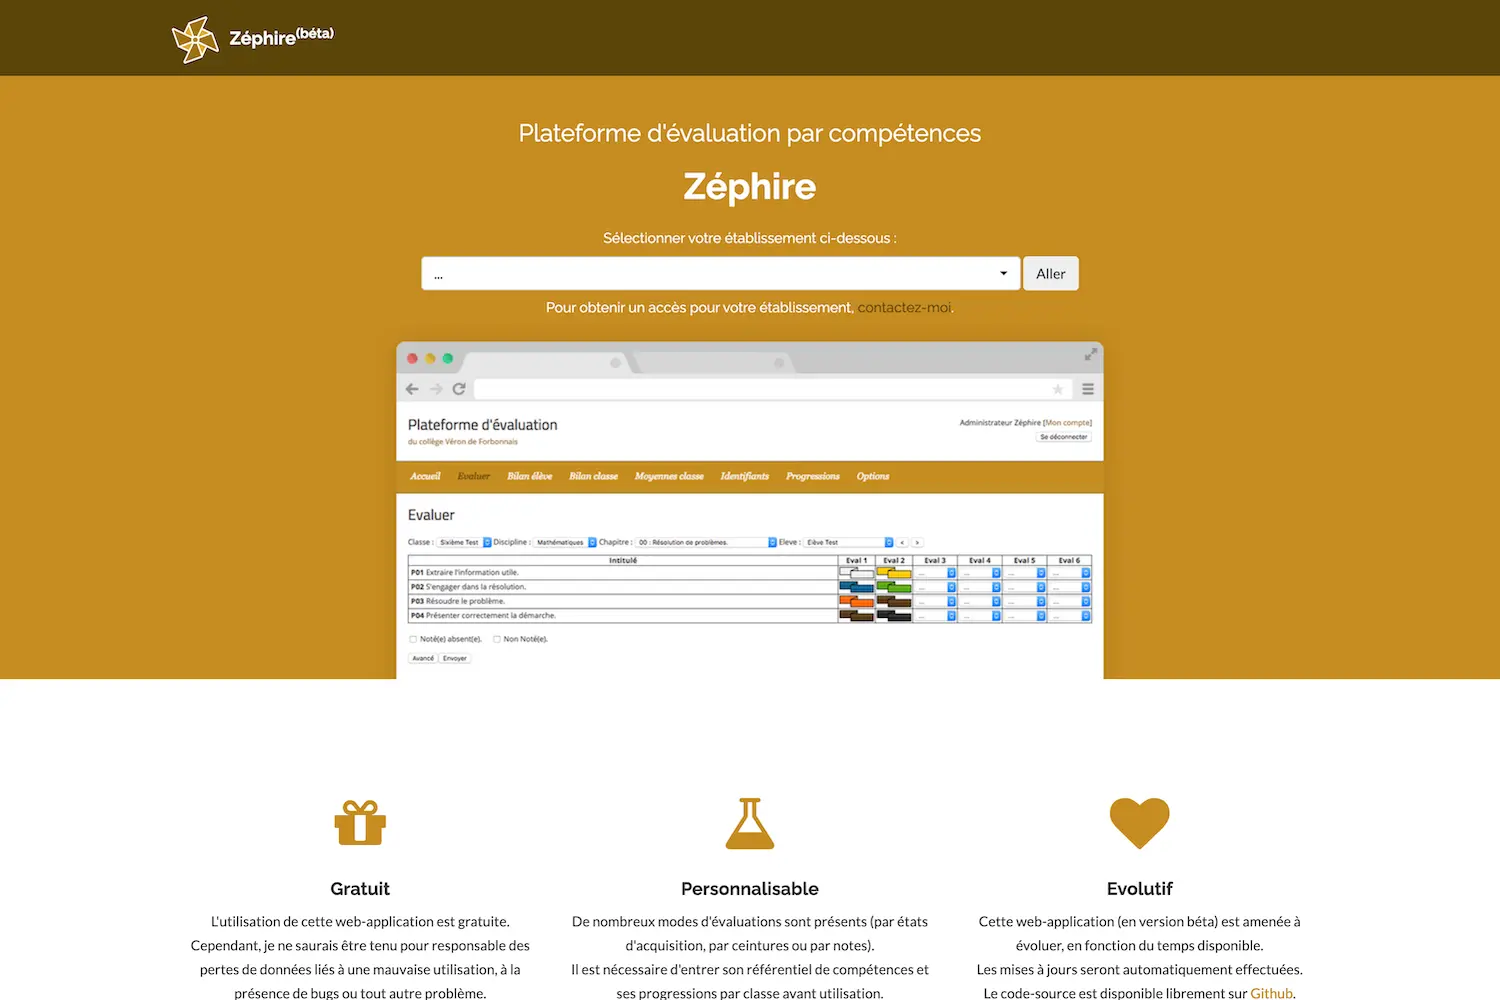 Zéphire(béta)
Plateforme d'évaluation par compétences
Zéphire
Sélectionner votre établissement ci-dessous :
...
Aller
Pour obtenir un accès pour votre établissement, contactez-moi.
Plateforme d'évaluation
du collège Véron de Forbonnais
Administrateur Zéphire [Mon compte]
Se déconnecter
Accueil Evaluer Bilan élève Bilan classe Moyennes classe Identifiants Progressions Options
Evaluer
Classe : Sixième Test Discipline : Mathématiques Chapitre : 00 : Résolution de problèmes. Eleve : Elève Test < >
Intitulé Eval 1 Eval 2 Eval 3 Eval 4 Eval 5 Eval 6
P01 Extraire l'information utile. ... ... ... ...
P02 S'engager dans la résolution. ... ... ... ...
P03 Résoudre le problème. ... ... ... ...
P04 Présenter correctement la démarche. ... ... ... ...
Noté(e) absent(e). Non Noté(e).
Avancé Envoyer
Gratuit
L'utilisation de cette web-application est gratuite.
Cependant, je ne saurais être tenu pour responsable des
pertes de données liés à une mauvaise utilisation, à la
présence de bugs ou tout autre problème.
Personnalisable
De nombreux modes d'évaluations sont présents (par états
d'acquisition, par ceintures ou par notes).
Il est nécessaire d'entrer son référentiel de compétences et
ses progressions par classe avant utilisation.
Evolutif
Cette web-application (en version béta) est amenée à
évoluer, en fonction du temps disponible.
Les mises à jours seront automatiquement effectuées.
Le code-source est disponible librement sur Github.